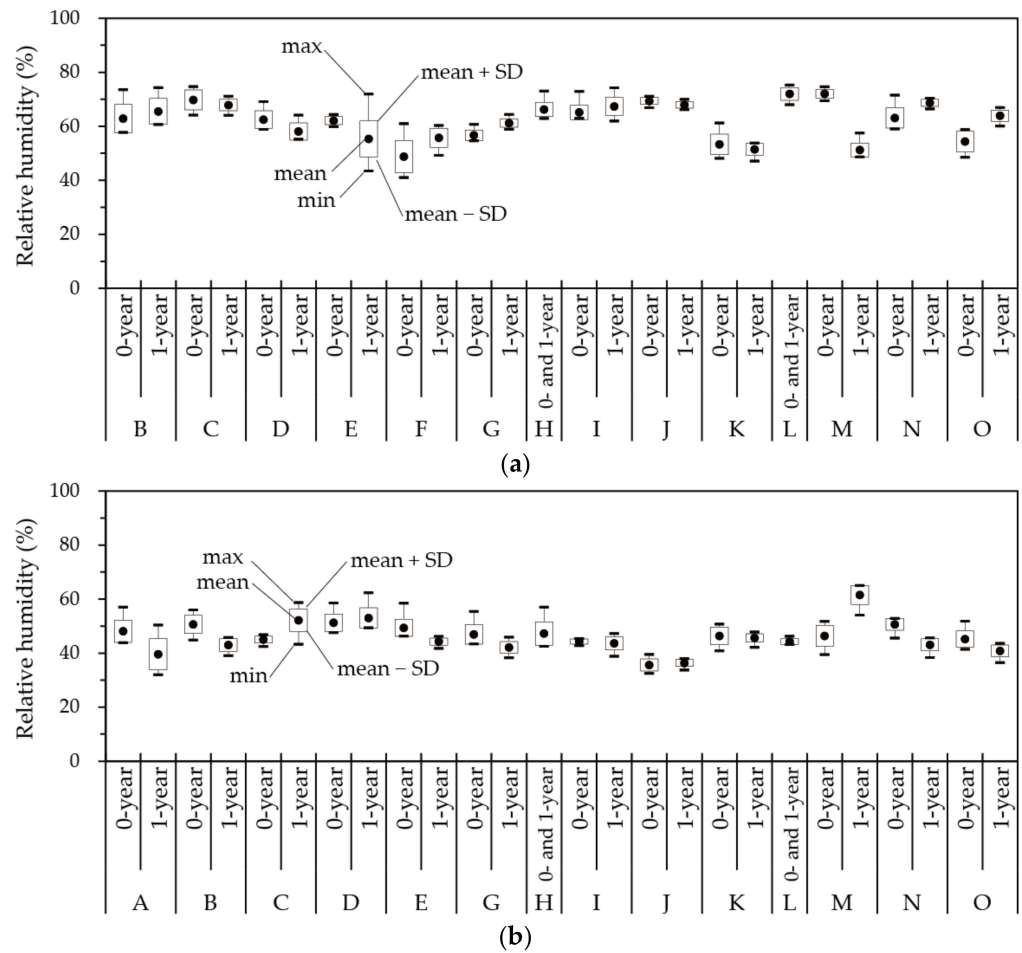 100
80
60
40
20
0
Relative humidity (%)
max
mean + SD
mean
min
mean – SD
0-year 1-year 0-year 1-year 0-year 1-year 0-year 1-year 0-year 1-year 0-year 1-year 0- and 1-year 0-year 1-year 0-year 1-year 0-year 1-year 0- and 1-year 0-year 1-year 0-year 1-year 0-year 1-year
B C D E F G H I J K L M N O
(a)
100
80
60
40
20
0
Relative humidity (%)
max
mean + SD
mean
mean – SD
min
0-year 1-year 0-year 1-year 0-year 1-year 0-year 1-year 0-year 1-year 0-year 1-year 0- and 1-year 0-year 1-year 0-year 1-year 0-year 1-year 0- and 1-year 0-year 1-year 0-year 1-year 0-year 1-year
A B C D E G H I J K L M N O
(b)